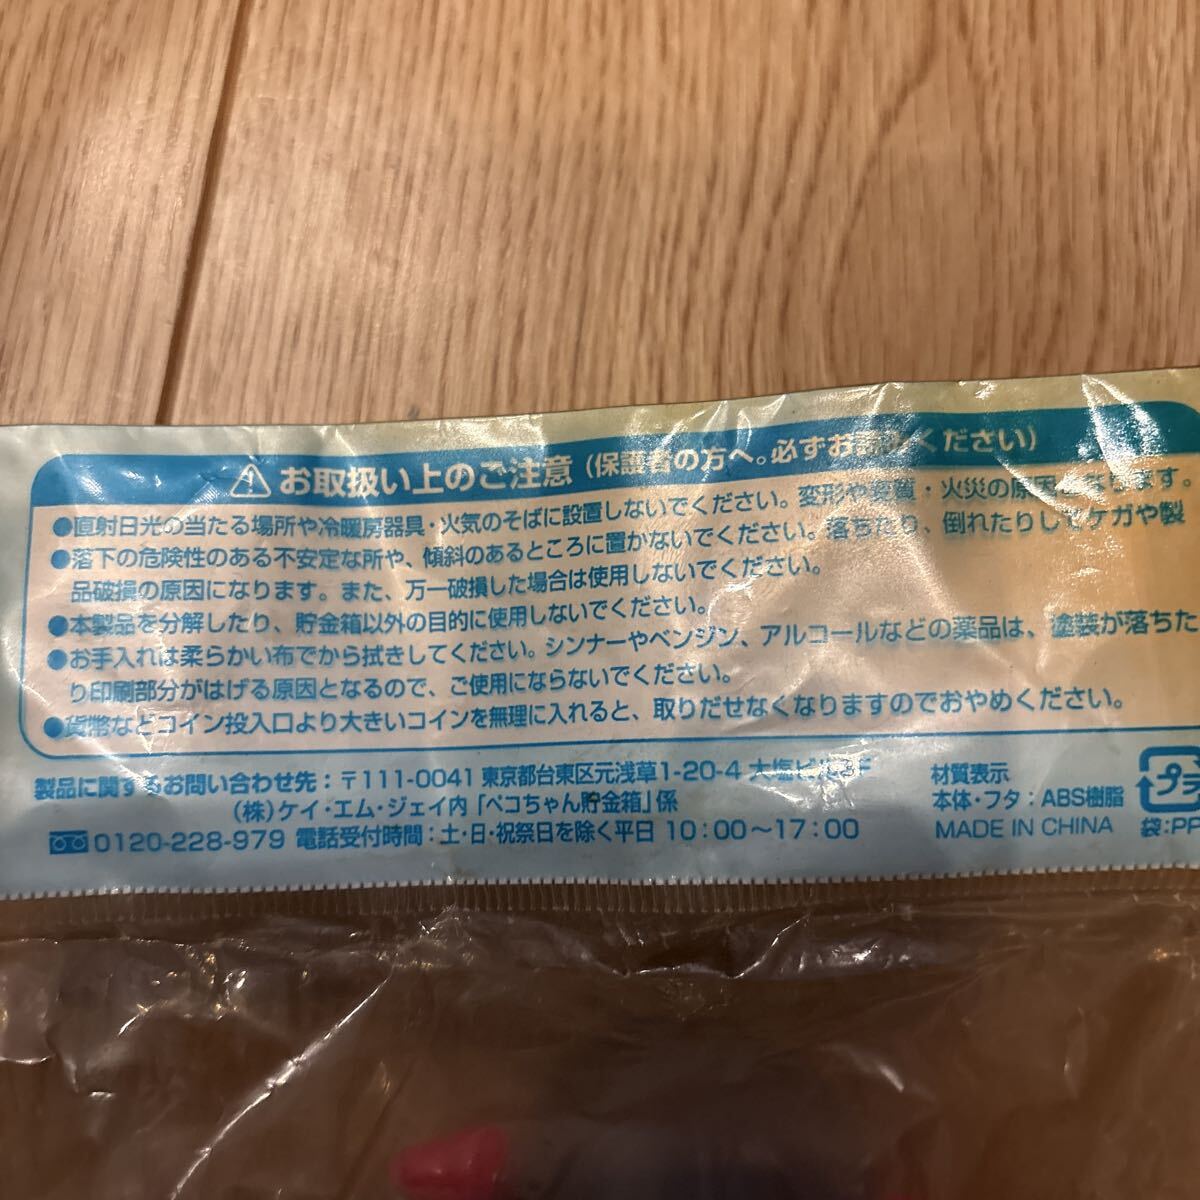 お取扱い上のご注意（保護者の方へ。必ずお読みください）
●直射日光の当たる場所や冷暖房器具・火気のそばに設置しないでください。変形や変質・火災の原因となります。
●落下の危険性のある不安定な所や、傾斜のあるところに置かないでください。落ちたり、倒れたりしてケガや製
品破損の原因になります。また、万一破損した場合は使用しないでください。
●本製品を分解したり、貯金箱以外の目的に使用しないでください。
●お手入れは柔らかい布でから拭きしてください。シンナーやベンジン、アルコールなどの薬品は、塗装が落ちた
り印刷部分がはげる原因となるので、ご使用にならないでください。
●貨幣などコイン投入口より大きいコインを無理に入れると、取りだせなくなりますのでおやめください。
製品に関するお問い合わせ先：〒111-0041 東京都台東区元浅草1-20-4
（株）ケイ・エム・ジェイ内「ペコちゃん貯金箱」係
0120-228-979 電話受付時間：土・日・祝祭日を除く平日 10：00〜17：00
材質表示
本体・フタ：ABS樹脂
MADE IN CHINA
プラ
袋：PP